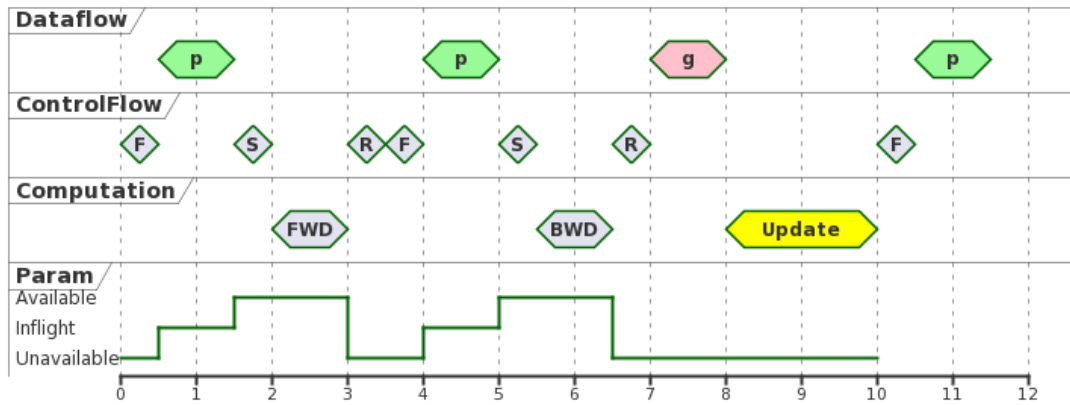 Dataflow
p p g p
ControlFlow
F S R F S R F
Computation
FWD BWD Update
Param
Available
Inflight
Unavailable
0 1 2 3 4 5 6 7 8 9 10 11 12